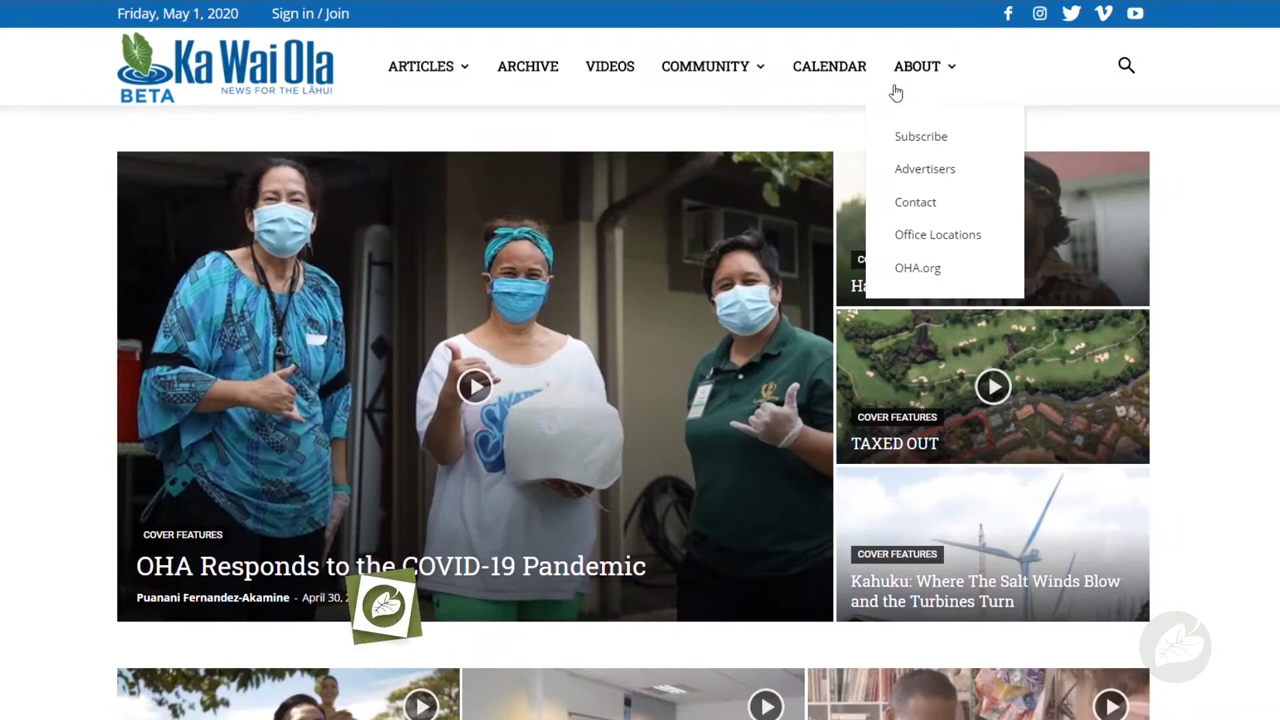 Friday, May 1, 2020 Sign in / Join
Ka Wai Ola
BETA NEWS FOR THE LĀHUI
ARTICLES ARCHIVE VIDEOS COMMUNITY CALENDAR ABOUT
Subscribe
Advertisers
Contact
Office Locations
OHA.org
COVER FEATURES
OHA Responds to the COVID-19 Pandemic
Puanani Fernandez-Akamine - April 30,
COVER FEATURES
TAXED OUT
COVER FEATURES
Kahuku: Where The Salt Winds Blow
and the Turbines Turn